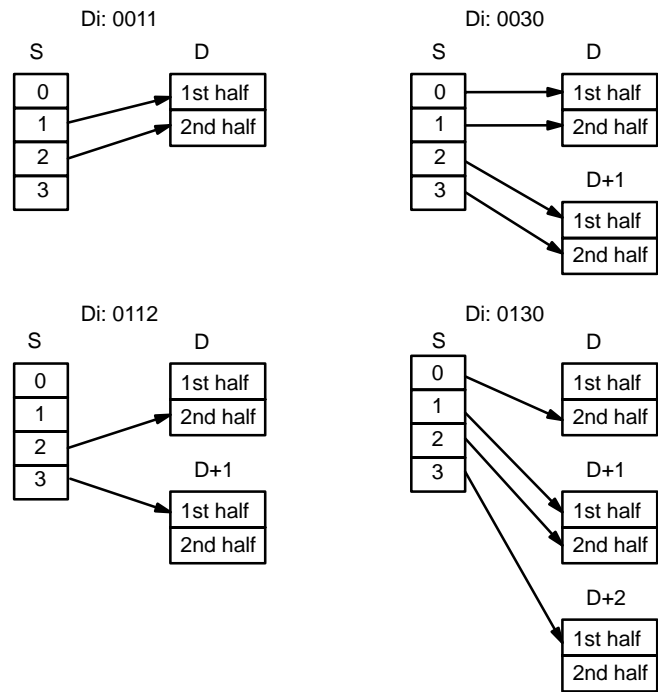 Di: 0011
S D
0
1
2
3
1st half
2nd half
Di: 0030
S D
0
1
2
3
1st half
2nd half
D+1
1st half
2nd half
Di: 0112
S D
0
1
2
3
1st half
2nd half
D+1
1st half
2nd half
Di: 0130
S D
0
1
2
3
1st half
2nd half
D+1
1st half
2nd half
D+2
1st half
2nd half